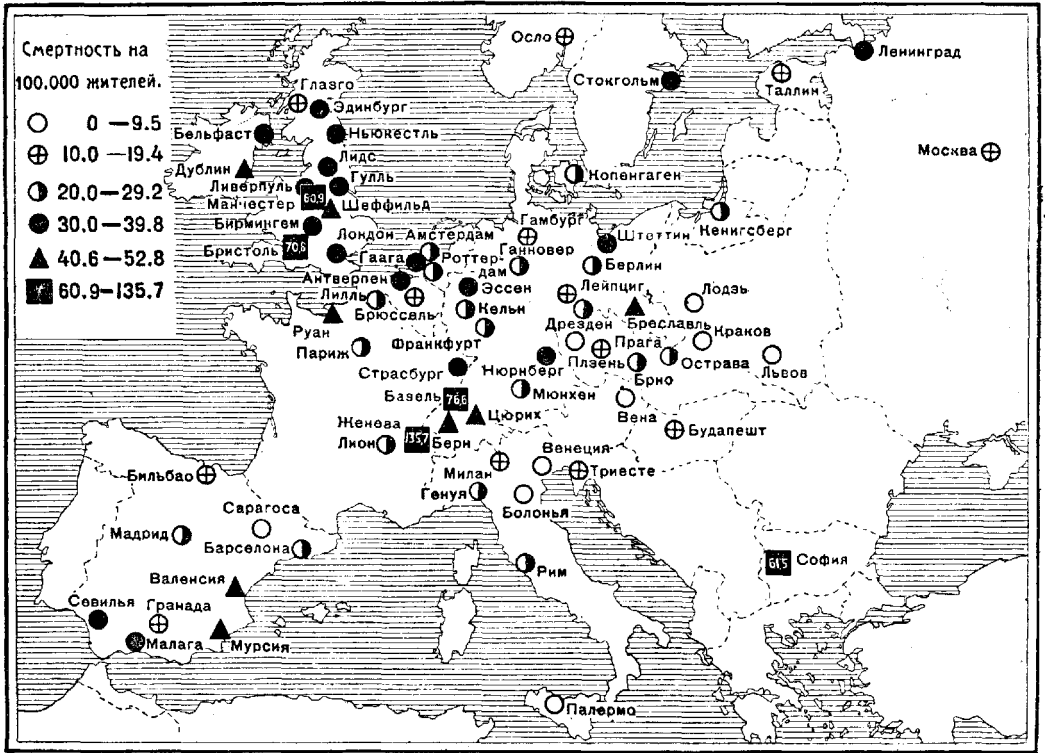 Смертность на
100.000 жителей.
0 — 9.5
10.0 — 19.4
20.0 — 29.2
30.0 — 39.8
40.6 — 52.8
60.9 — 135.7
Осло
Ленинград
Стокгольм
Таллин
Глазго
Эдинбург
Бельфаст
Ньюкестль
Москва
Лидс
Дублин
Гулль
Копенгаген
Ливерпуль
Манчестер
60,9
Шеффильд
Бирмингем
Гамбург
Кенигсберг
Штеттин
Лондон
Амстердам
Ганновер
Бристоль
70,6
Гаага
Роттер-
дам
Берлин
Антверпен
Эссен
Лейпциг
Лодзь
Лилль
Брюссель
Кельн
Руан
Дрезден
Бреславль
Краков
Париж
Франкфурт
Прага
Плзень
Острава
Брно
Львов
Страсбург
Нюрнберг
Базель
76,6
Мюнхен
Вена
Цюрих
Женева
Лион
135,7
Берн
Будапешт
Милан
Венеция
Триесте
Бильбао
Генуя
Болонья
Сарагоса
Мадрид
Барселона
Рим
61,5
София
Валенсия
Севилья
Гранада
Малага
Мурсия
Палермо